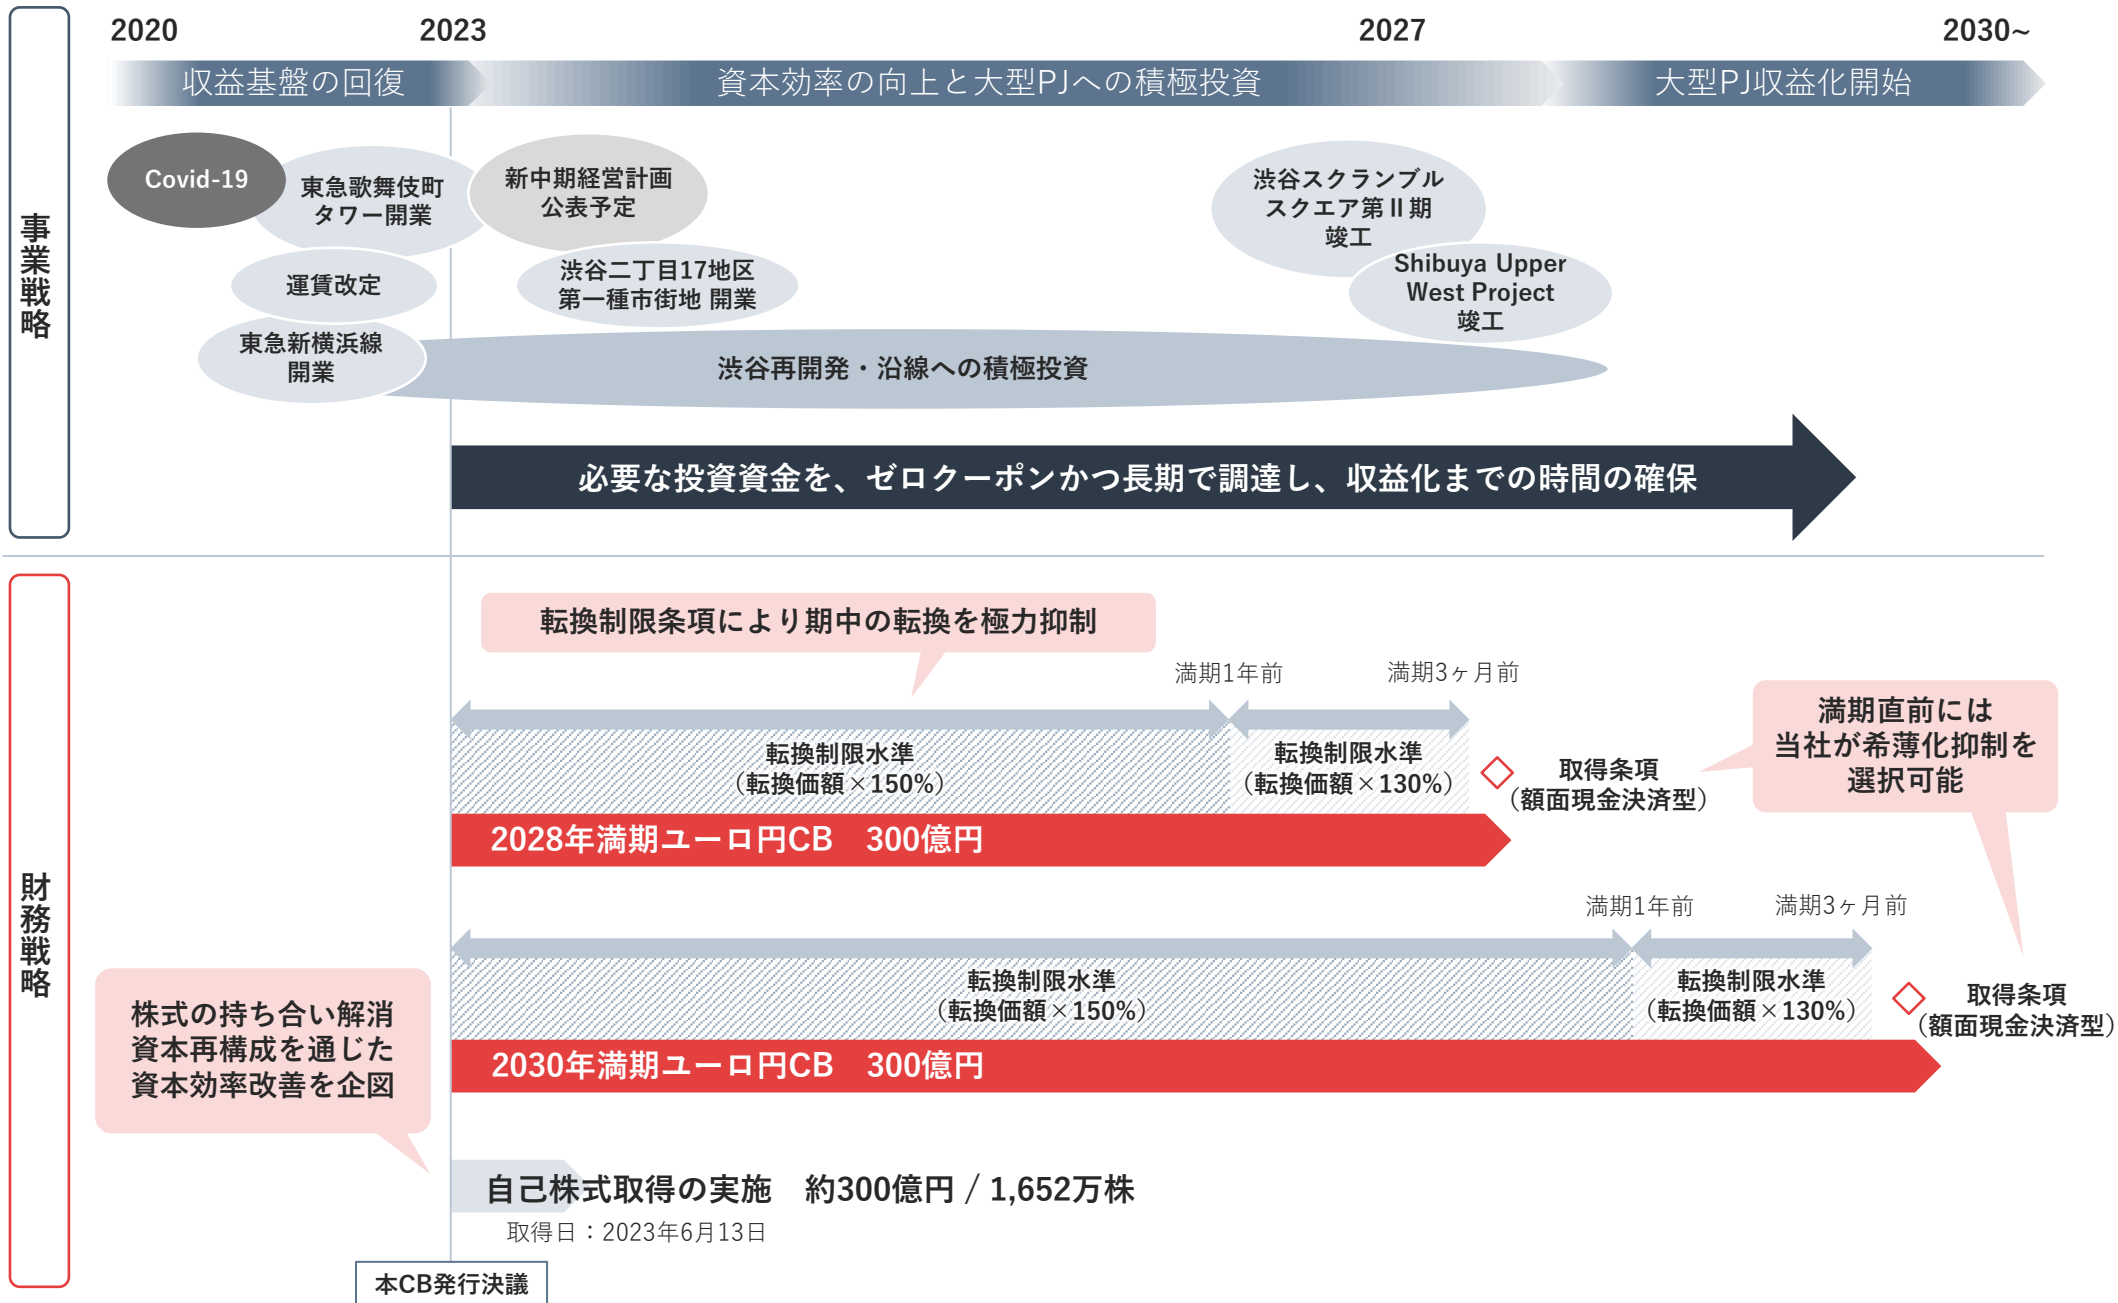 2020
2023
2027
2030~
収益基盤の回復
資本効率の向上と大型PJへの積極投資
大型PJ収益化開始
事業戦略
Covid-19
東急歌舞伎町
タワー開業
新中期経営計画
公表予定
渋谷スクランブル
スクエア第Ⅱ期
竣工
運賃改定
渋谷二丁目17地区
第一種市街地 開業
Shibuya Upper
West Project
竣工
東急新横浜線
開業
渋谷再開発・沿線への積極投資
必要な投資資金を、ゼロクーポンかつ長期で調達し、収益化までの時間の確保
財務戦略
転換制限条項により期中の転換を極力抑制
満期1年前
満期3ヶ月前
転換制限水準
（転換価額×150%）
転換制限水準
（転換価額×130%）
取得条項
（額面現金決済型）
満期直前には
当社が希薄化抑制を
選択可能
2028年満期ユーロ円CB　300億円
満期1年前
満期3ヶ月前
転換制限水準
（転換価額×150%）
転換制限水準
（転換価額×130%）
取得条項
（額面現金決済型）
2030年満期ユーロ円CB　300億円
株式の持ち合い解消
資本再構成を通じた
資本効率改善を企図
自己株式取得の実施　約300億円 / 1,652万株
取得日：2023年6月13日
本CB発行決議